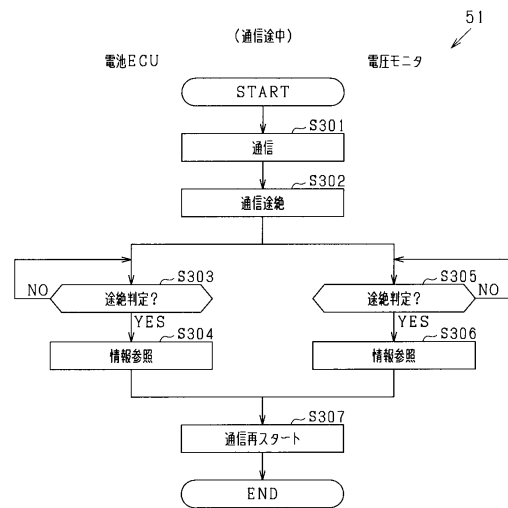 51
(通信途中)
電池ECU
電圧モニタ
START
S301
通信
S302
通信途絶
S303
途絶判定?
NO
YES
S304
情報参照
S305
途絶判定?
NO
YES
S306
情報参照
S307
通信再スタート
END